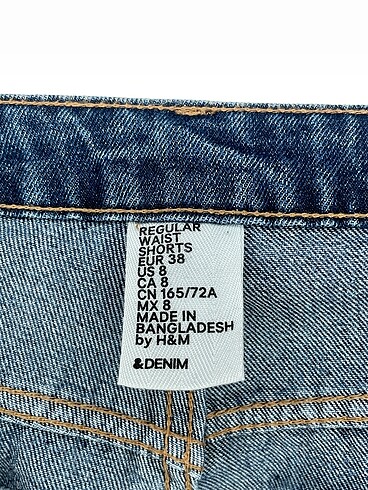 REGULAR
WAIST
SHORTS
EUR 38
US 8
CA 8
CN 165/72A
MX 8
MADE IN
BANGLADESH
by H&M
&DENIM